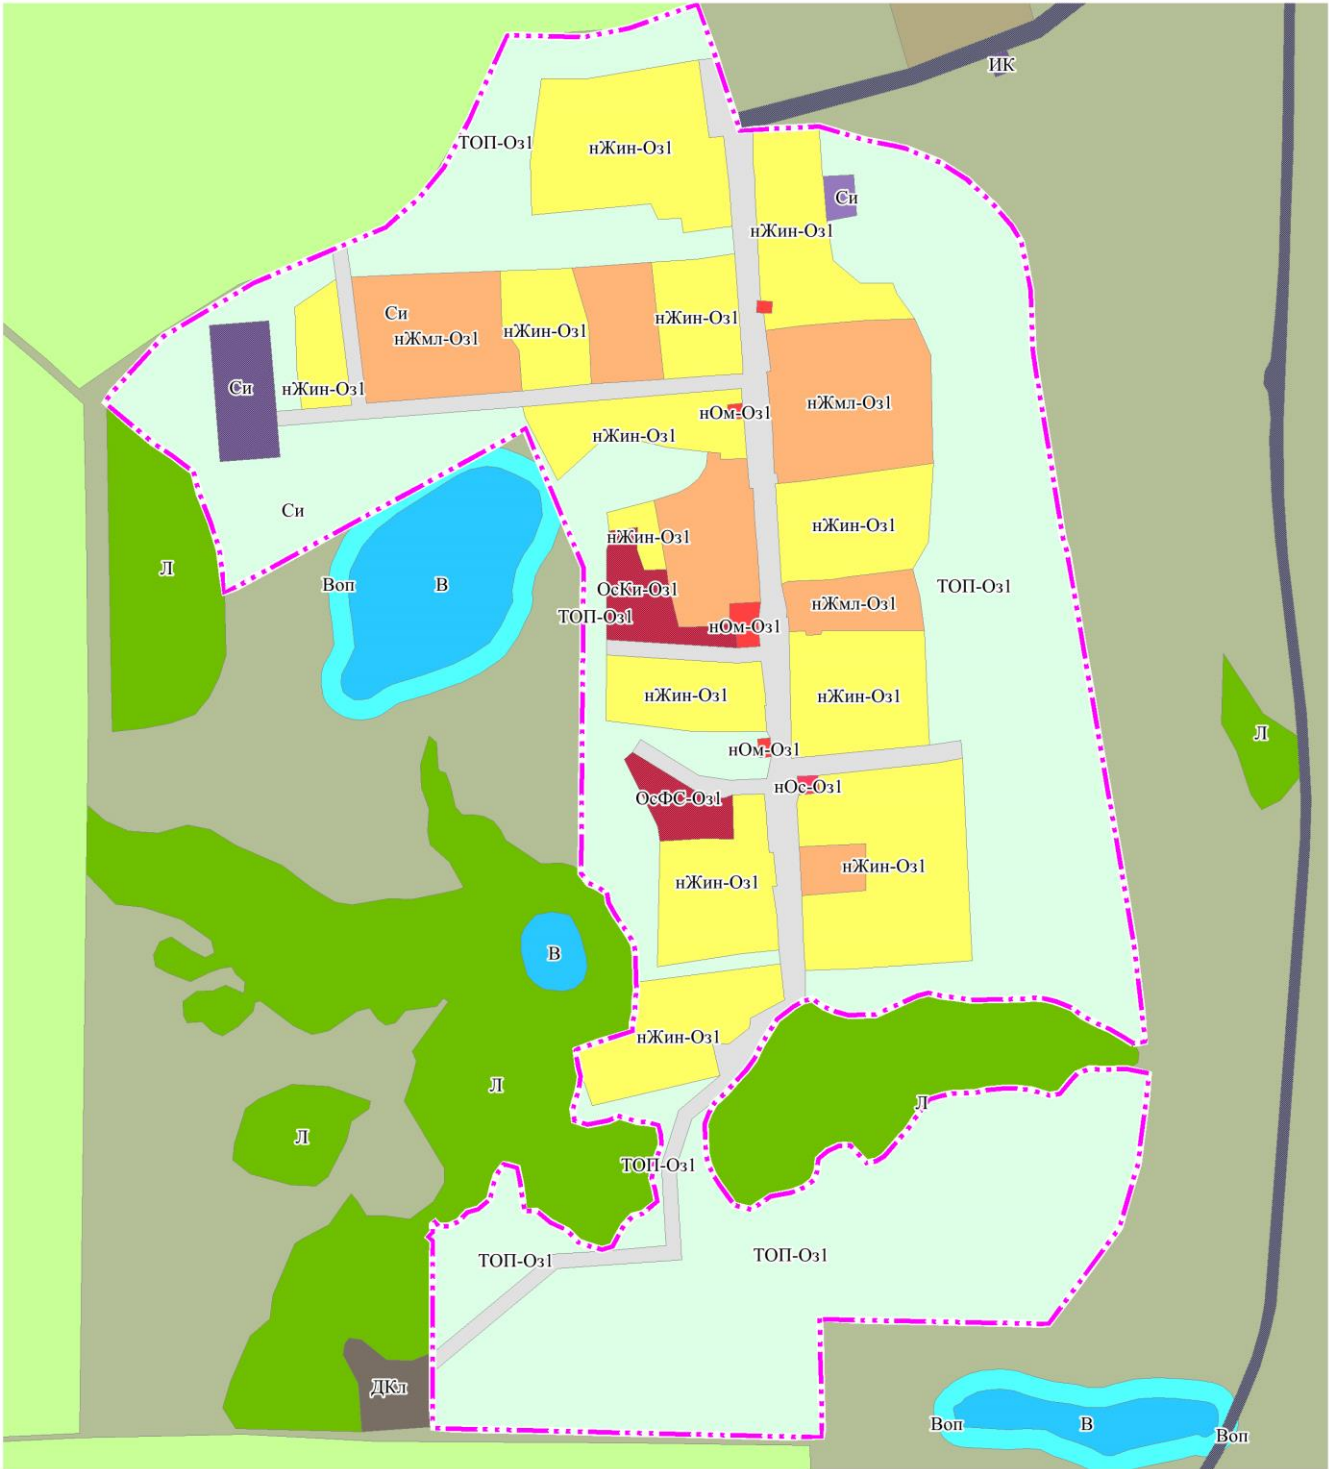 ИК
ТОП-Оз1
нЖин-Оз1
Си
нЖин-Оз1
Си
нЖмл-Оз1
нЖин-Оз1
нЖин-Оз1
Си
нЖин-Оз1
нОм-Оз1
нЖмл-Оз1
нЖин-Оз1
Си
нЖин-Оз1
нЖин-Оз1
Л
Воп
В
ОсКи-Оз1
ТОП-Оз1
нЖмл-Оз1
ТОП-Оз1
нОм-Оз1
нЖин-Оз1
нЖин-Оз1
Л
нОм-Оз1
нОс-Оз1
ОсФС-Оз1
нЖин-Оз1
нЖин-Оз1
В
нЖин-Оз1
Л
Л
Л
ТОП-Оз1
ТОП-Оз1
ТОП-Оз1
ДКл
Воп
В
Воп